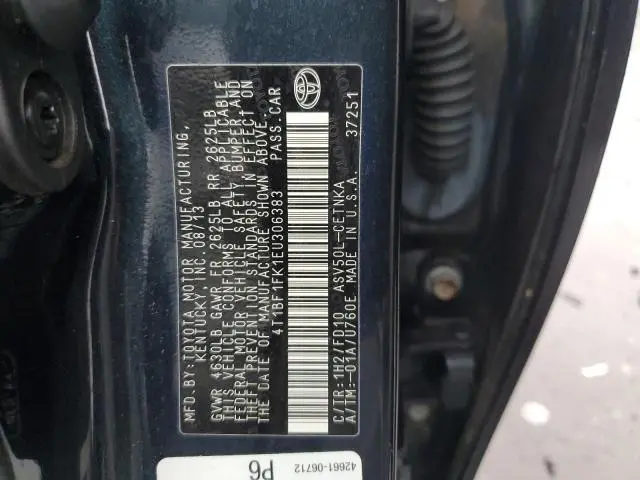 MFD.BY:TOYOTA MOTOR MANUFACTURING,
KENTUCKY, INC. 08/13
GVWR 4630LB GAWR FR 2625LB RR 2625LB
THIS VEHICLE CONFORMS TO ALL APPLICABLE
FEDERAL MOTOR VEHICLE SAFETY, BUMPER, AND
THEFT PREVENTION STANDARDS IN EFFECT ON
THE DATE OF MANUFACTURE SHOWN ABOVE.
4T1BF1FK1EU306383 PASS.CAR
37251
C/TR:1H2/FD10 ASV50L-CETNKA
A/TM:-01A/U760E MADE IN U.S.A.
42661-06712
P6